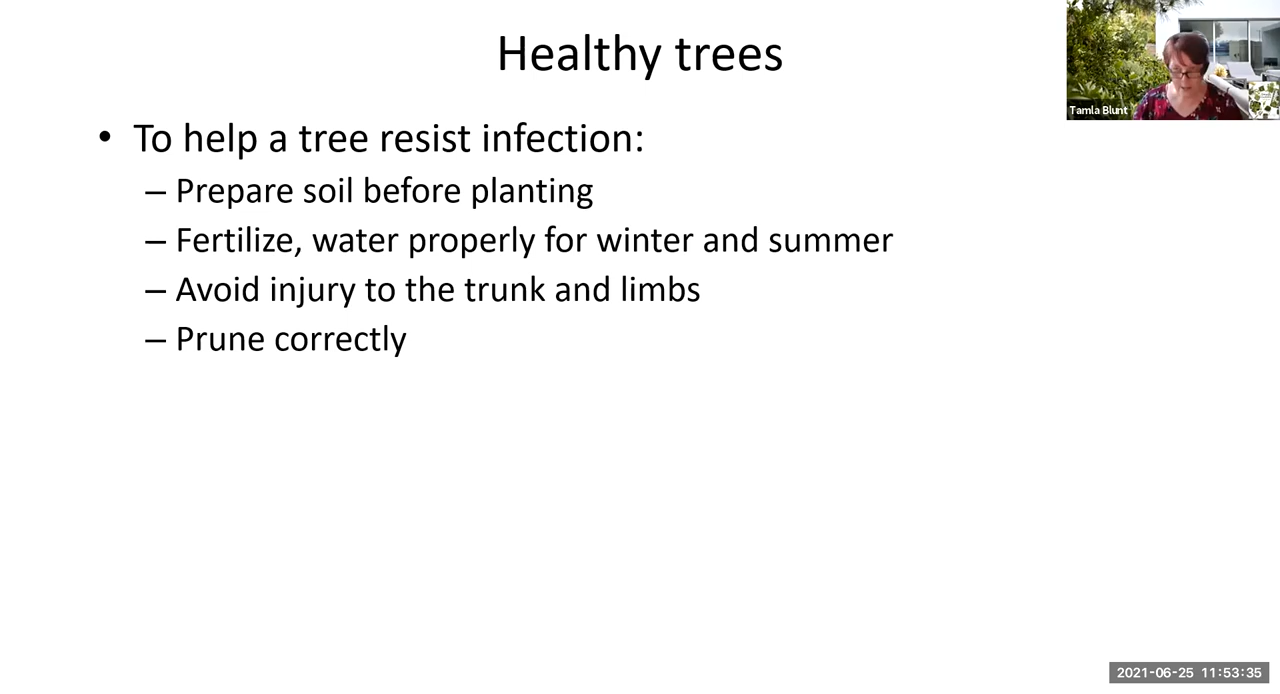 Healthy trees
Tamla Blunt
• To help a tree resist infection:
– Prepare soil before planting
– Fertilize, water properly for winter and summer
– Avoid injury to the trunk and limbs
– Prune correctly
2021-06-25 11:53:35